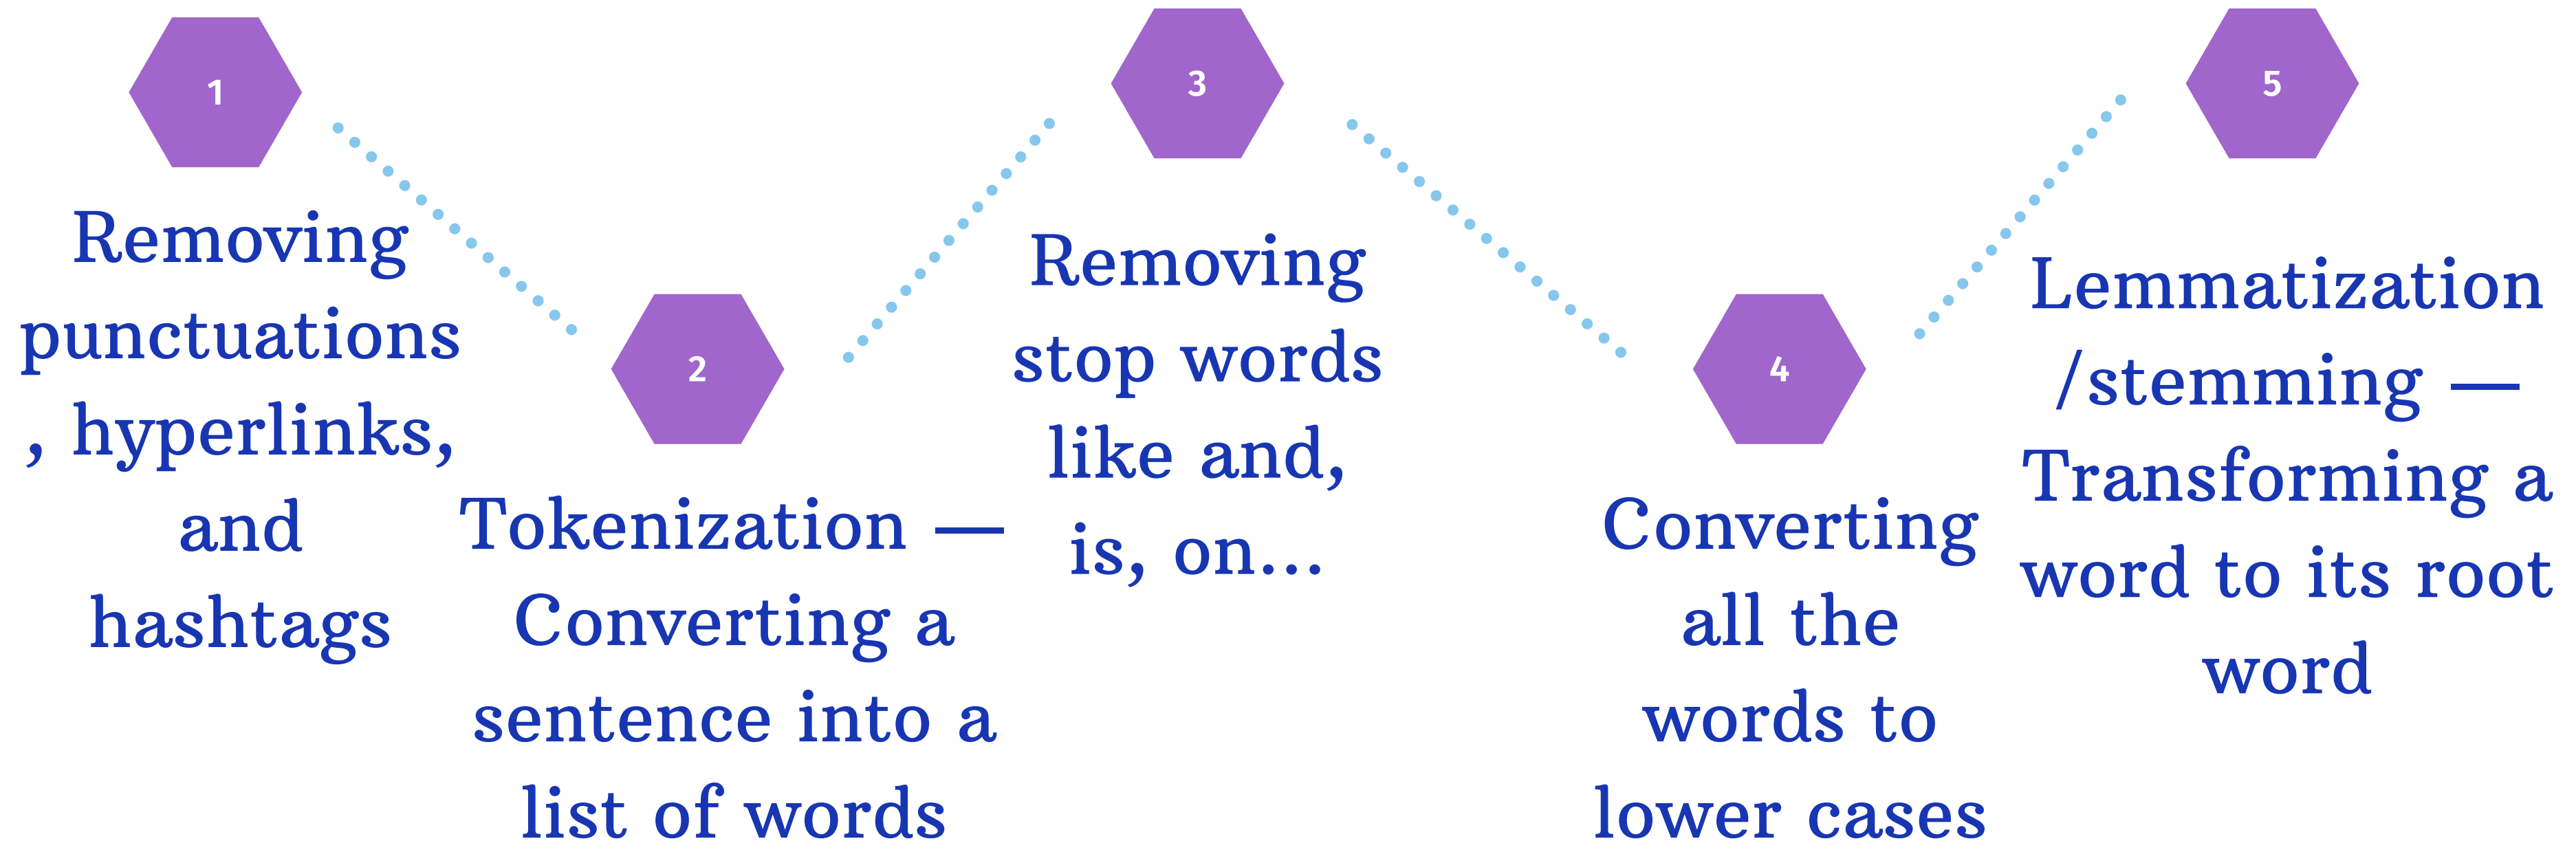 1
Removing
punctuations
, hyperlinks,
and
hashtags
2
Tokenization —
Converting a
sentence into a
list of words
3
Removing
stop words
like and,
is, on...
4
Converting
all the
words to
lower cases
5
Lemmatization
/stemming —
Transforming a
word to its root
word